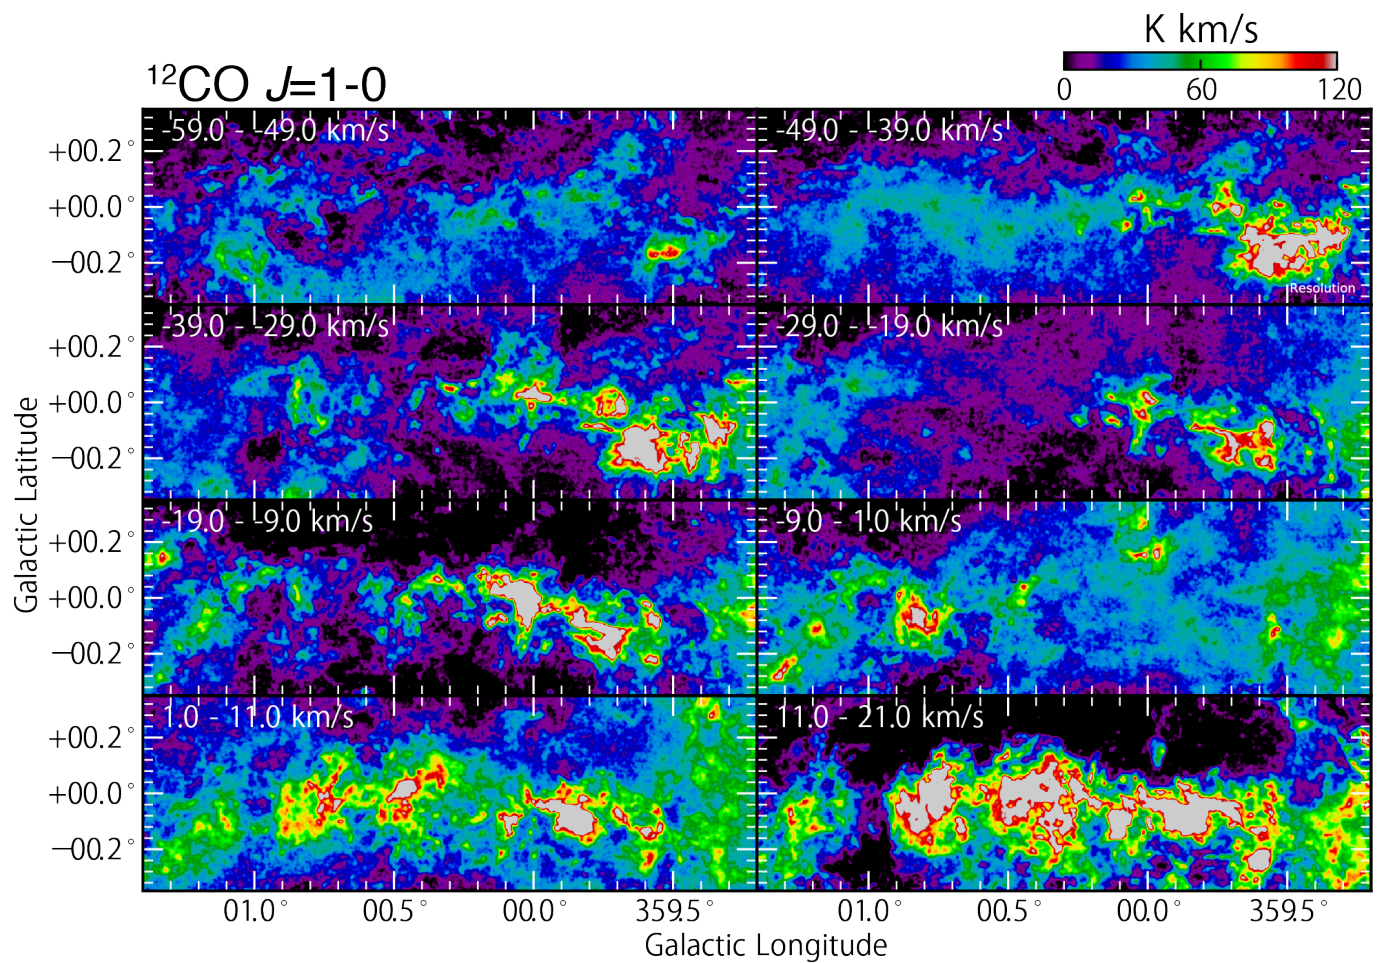 K km/s
¹²CO J=1-0
0 60 120
-59.0 - -49.0 km/s
-49.0 - -39.0 km/s
+00.2°
+00.0°
−00.2°
Resolution
-39.0 - -29.0 km/s
-29.0 - -19.0 km/s
+00.2°
+00.0°
−00.2°
-19.0 - -9.0 km/s
-9.0 - 1.0 km/s
+00.2°
+00.0°
−00.2°
1.0 - 11.0 km/s
11.0 - 21.0 km/s
+00.2°
+00.0°
−00.2°
Galactic Latitude
01.0° 00.5° 00.0° 359.5° 01.0° 00.5° 00.0° 359.5°
Galactic Longitude